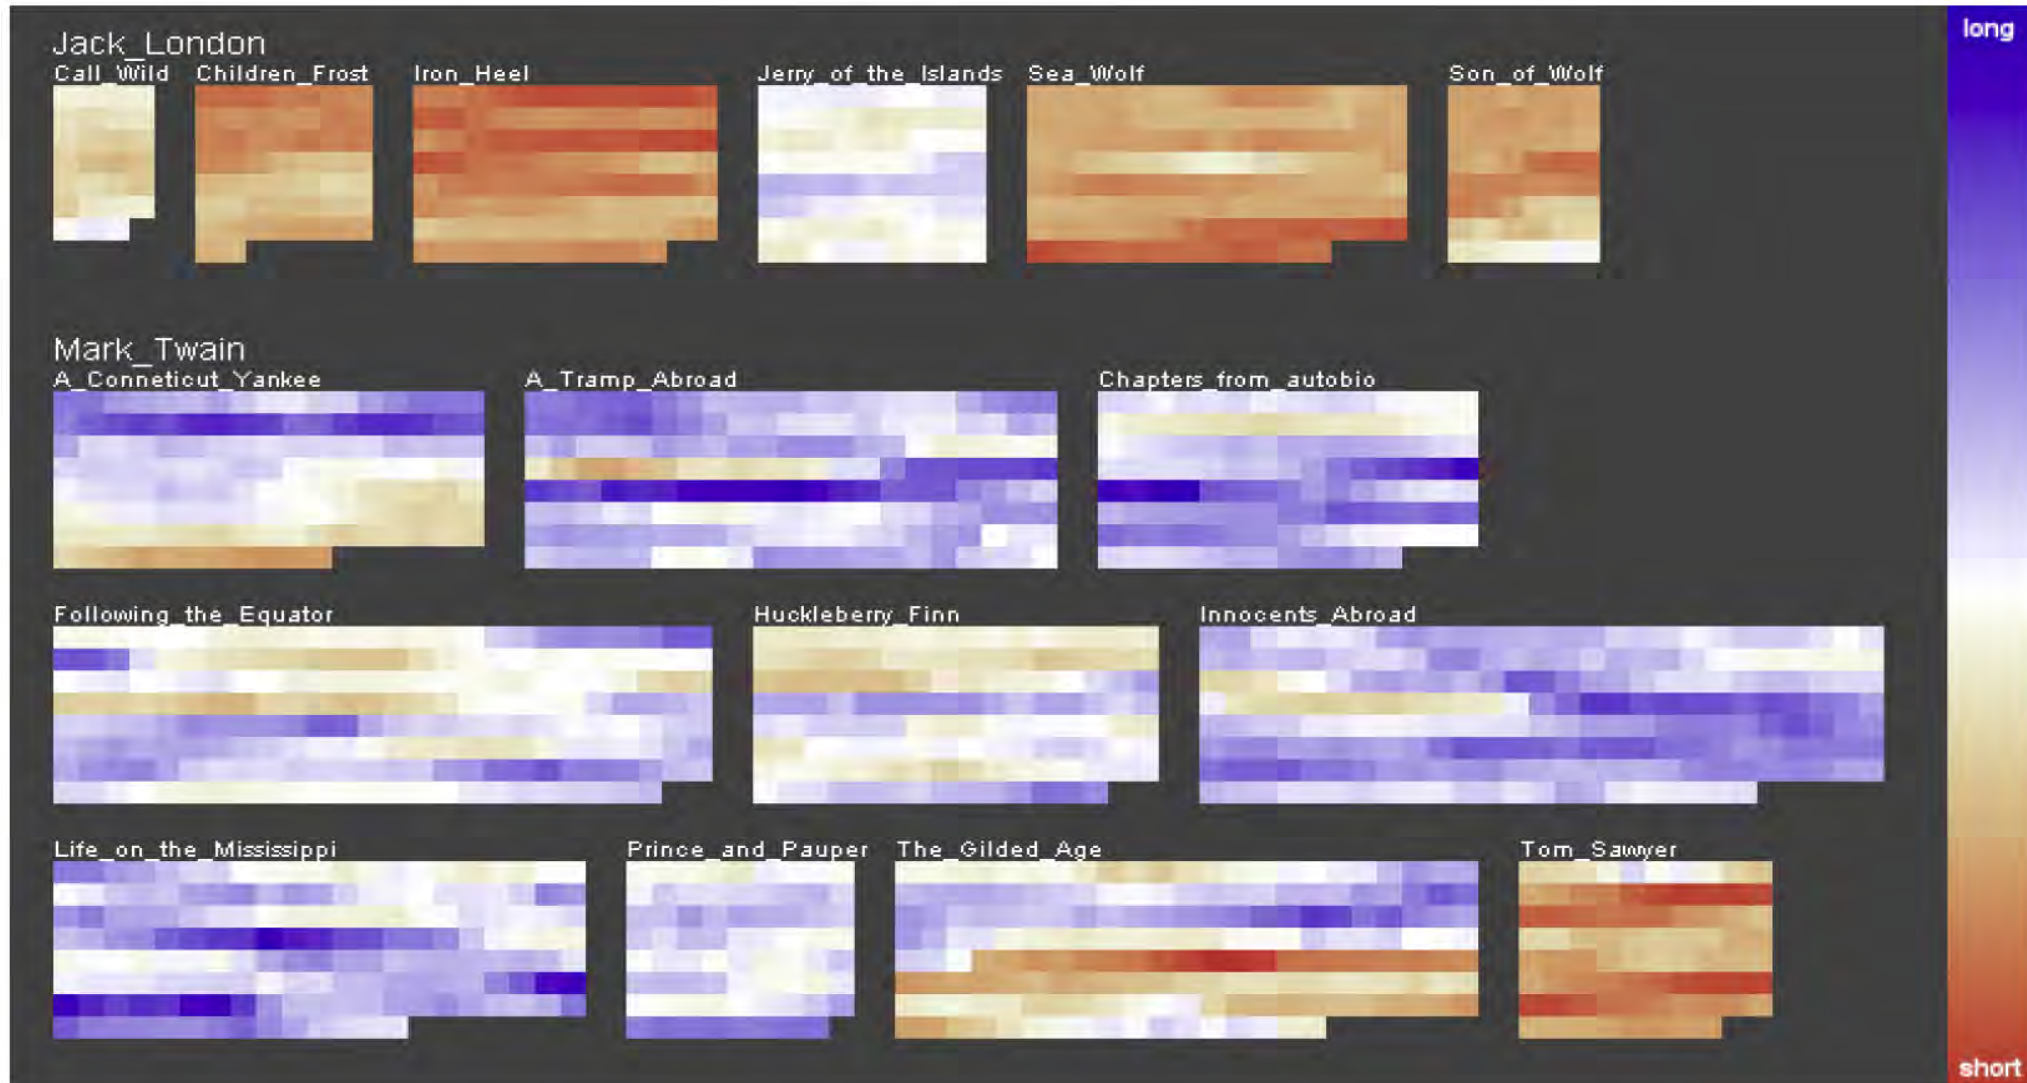 long
Jack_London
Call_Wild Children_Frost Iron_Heel Jerry_of_the_Islands Sea_Wolf Son_of_Wolf
Mark_Twain
A_Conneticut_Yankee A_Tramp_Abroad Chapters_from_autobio
Following_the_Equator Huckleberry_Finn Innocents_Abroad
Life_on_the_Mississippi Prince_and_Pauper The_Gilded_Age Tom_Sawyer
short